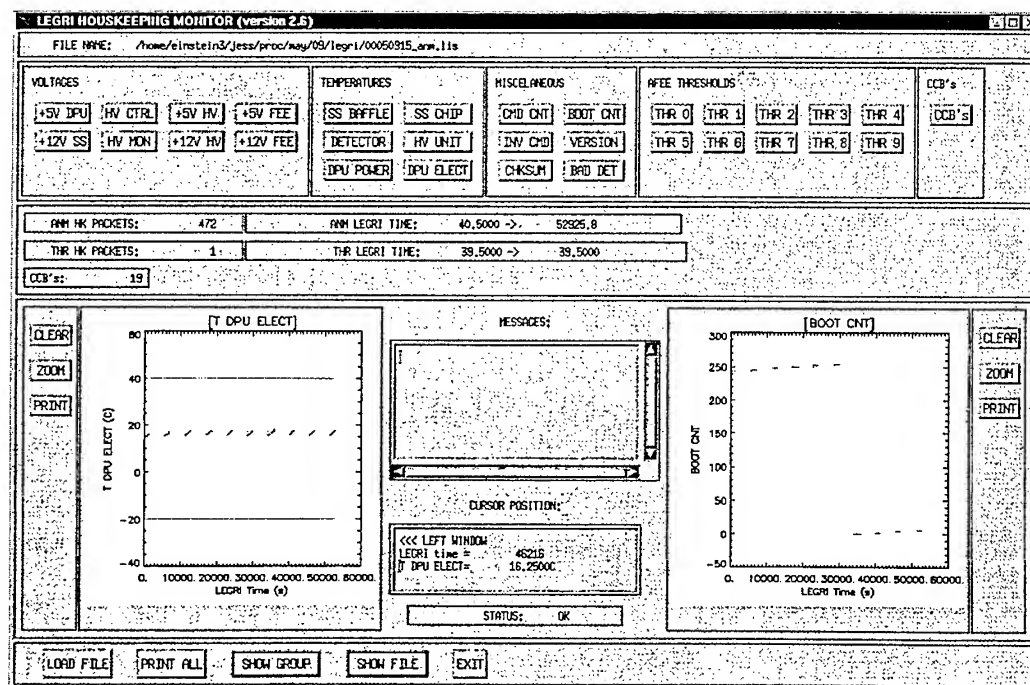 LEGRI HOUSKEEPING MONITOR (version 2.6)
FILE NAME: /home/einstein3/jess/proc/may/09/legri/00050915_anm.lis
VOLTAGES
+5V DPU HV CTRL +5V HV +5V FEE
+12V SS HV MON +12V HV +12V FEE
TEMPERATURES
SS BAFFLE SS CHIP
DETECTOR HV UNIT
DPU POWER DPU ELECT
MISCELANEOUS
CMD CNT BOOT CNT
INV CMD VERSION
CHKSUM BAD DET
AFEE THRESHOLDS
THR 0 THR 1 THR 2 THR 3 THR 4
THR 5 THR 6 THR 7 THR 8 THR 9
CCB's
CCB's
ANM HK PACKETS: 472 ANM LEGRI TIME: 40.5000 -> 52925.8
THR HK PACKETS: 1 THR LEGRI TIME: 39.5000 -> 39.5000
CCB's: 19
CLEAR
ZOOM
PRINT
[T DPU ELECT]
T DPU ELECT (C)
60
40
20
0
-20
-40
0. 10000. 20000. 30000. 40000. 50000. 60000.
LEGRI Time (s)
MESSAGES:
CURSOR POSITION:
<<< LEFT WINDOW
LEGRI time = 46216
T DPU ELECT= 16.2500C
STATUS: OK
[BOOT CNT]
BOOT CNT
300
250
200
150
100
50
0
-50
0. 10000. 20000. 30000. 40000. 50000. 60000.
LEGRI Time (s)
CLEAR
ZOOM
PRINT
LOAD FILE PRINT ALL SHOW GROUP SHOW FILE EXIT